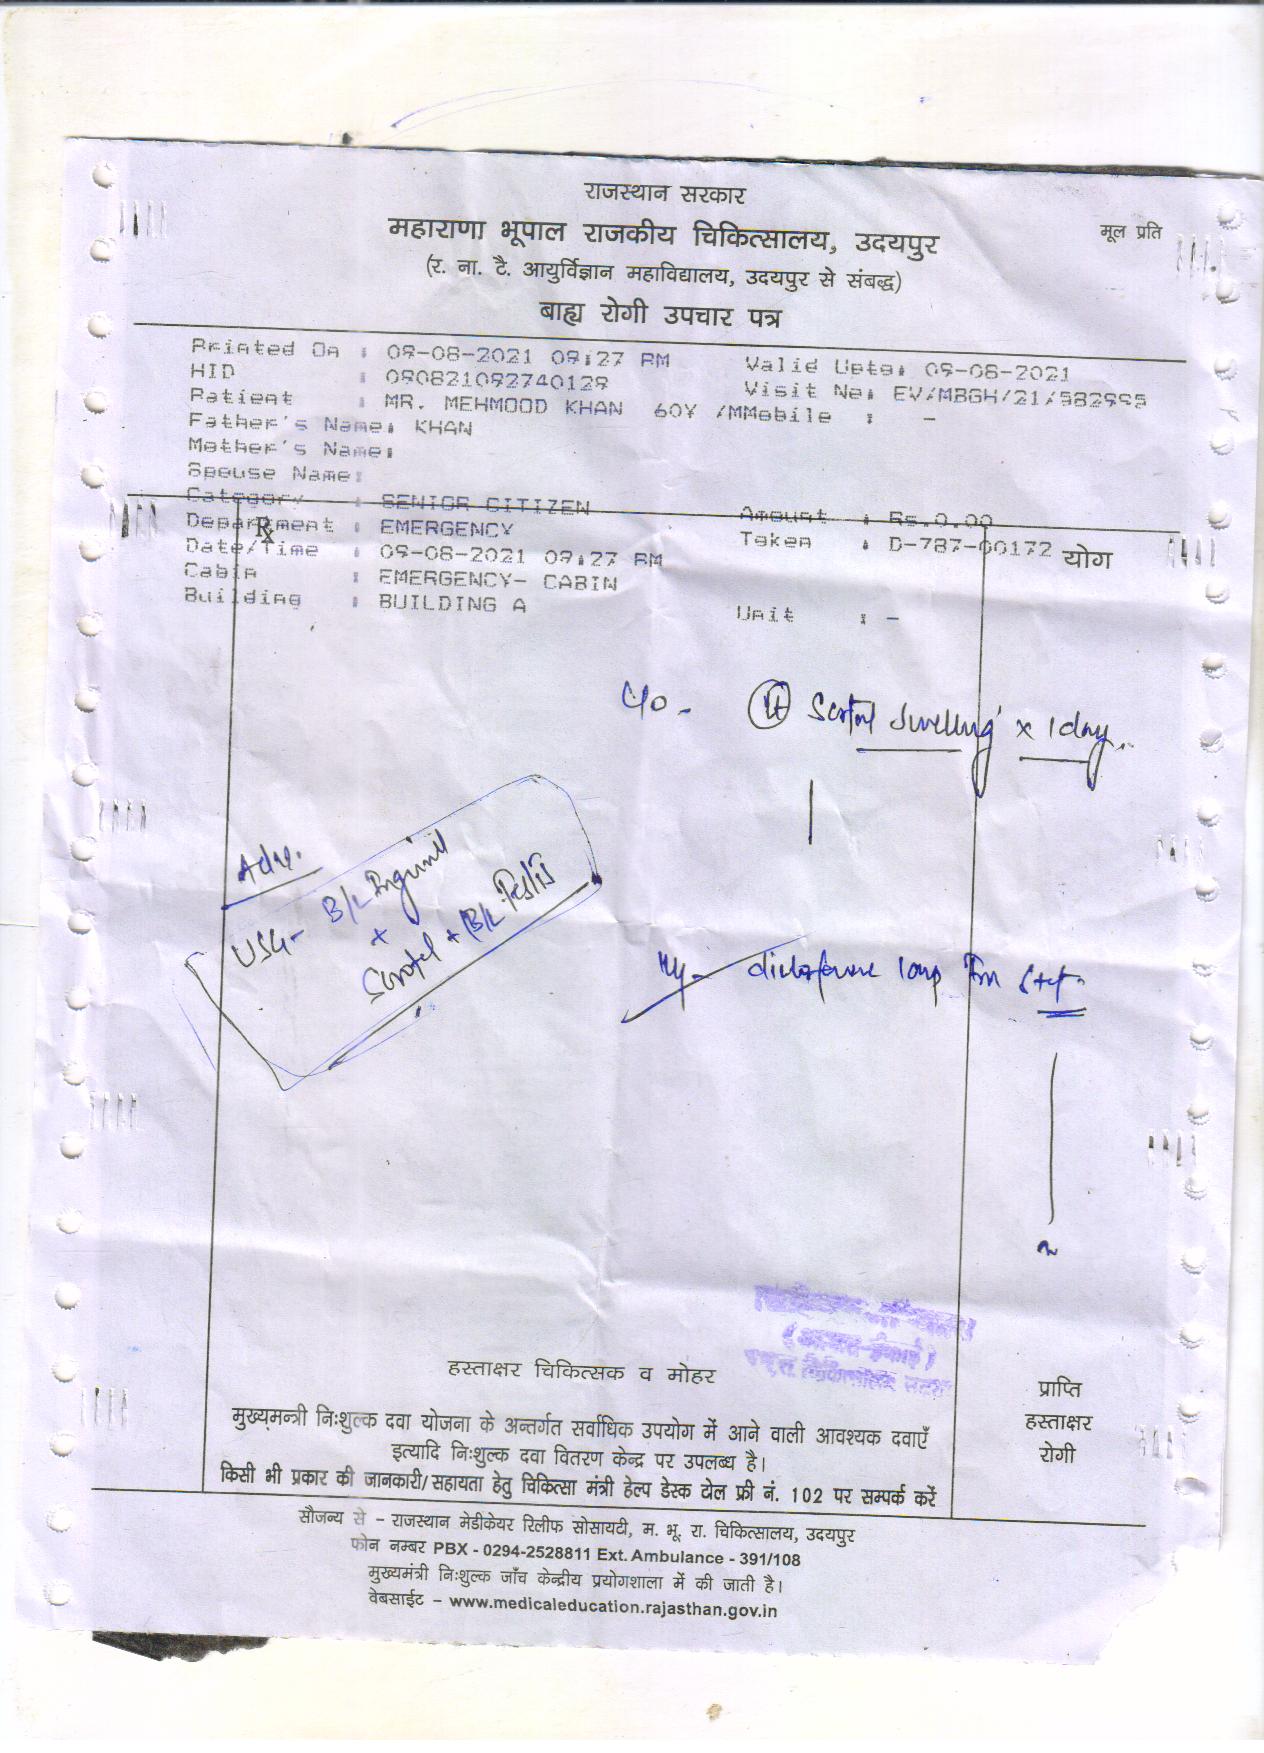 राजस्थान सरकार
महाराणा भूपाल राजकीय चिकित्सालय, उदयपुर
मूल प्रति
(र. ना. टै. आयुर्विज्ञान महाविद्यालय, उदयपुर से संबद्ध)
बाह्य रोगी उपचार पत्र
Printed On : 09-08-2021 09:27 PM Valid Upto: 09-08-2021
HID : 090821092740129 Visit No: EV/MBGH/21/582995
Patient : MR. MEHMOOD KHAN 60Y /M Mobile : -
Father's Name: KHAN
Mother's Name:
Spouse Name:
Category : SENIOR CITIZEN Amount : Rs.0.00
Department : EMERGENCY Token : D-787-00172
Rx
योग
Date/Time : 09-08-2021 09:27 PM
Cabin : EMERGENCY- CABIN
Building : BUILDING A Unit : -
C/o - Scrotal swelling x 1 day
Adv.
USG - B/L Inguinal
+
Scrotal + B/L Testis
हस्ताक्षर चिकित्सक व मोहर
प्राप्ति
हस्ताक्षर
रोगी
मुख्यमन्त्री निःशुल्क दवा योजना के अन्तर्गत सर्वाधिक उपयोग में आने वाली आवश्यक दवाएँ
इत्यादि निःशुल्क दवा वितरण केन्द्र पर उपलब्ध है।
किसी भी प्रकार की जानकारी/सहायता हेतु चिकित्सा मंत्री हेल्प डेस्क टोल फ्री नं. 102 पर सम्पर्क करें
सौजन्य से – राजस्थान मेडीकेयर रिलीफ सोसायटी, म. भू. रा. चिकित्सालय, उदयपुर
फोन नम्बर PBX - 0294-2528811 Ext. Ambulance - 391/108
मुख्यमंत्री निःशुल्क जाँच केन्द्रीय प्रयोगशाला में की जाती है।
वेबसाईट – www.medicaleducation.rajasthan.gov.in